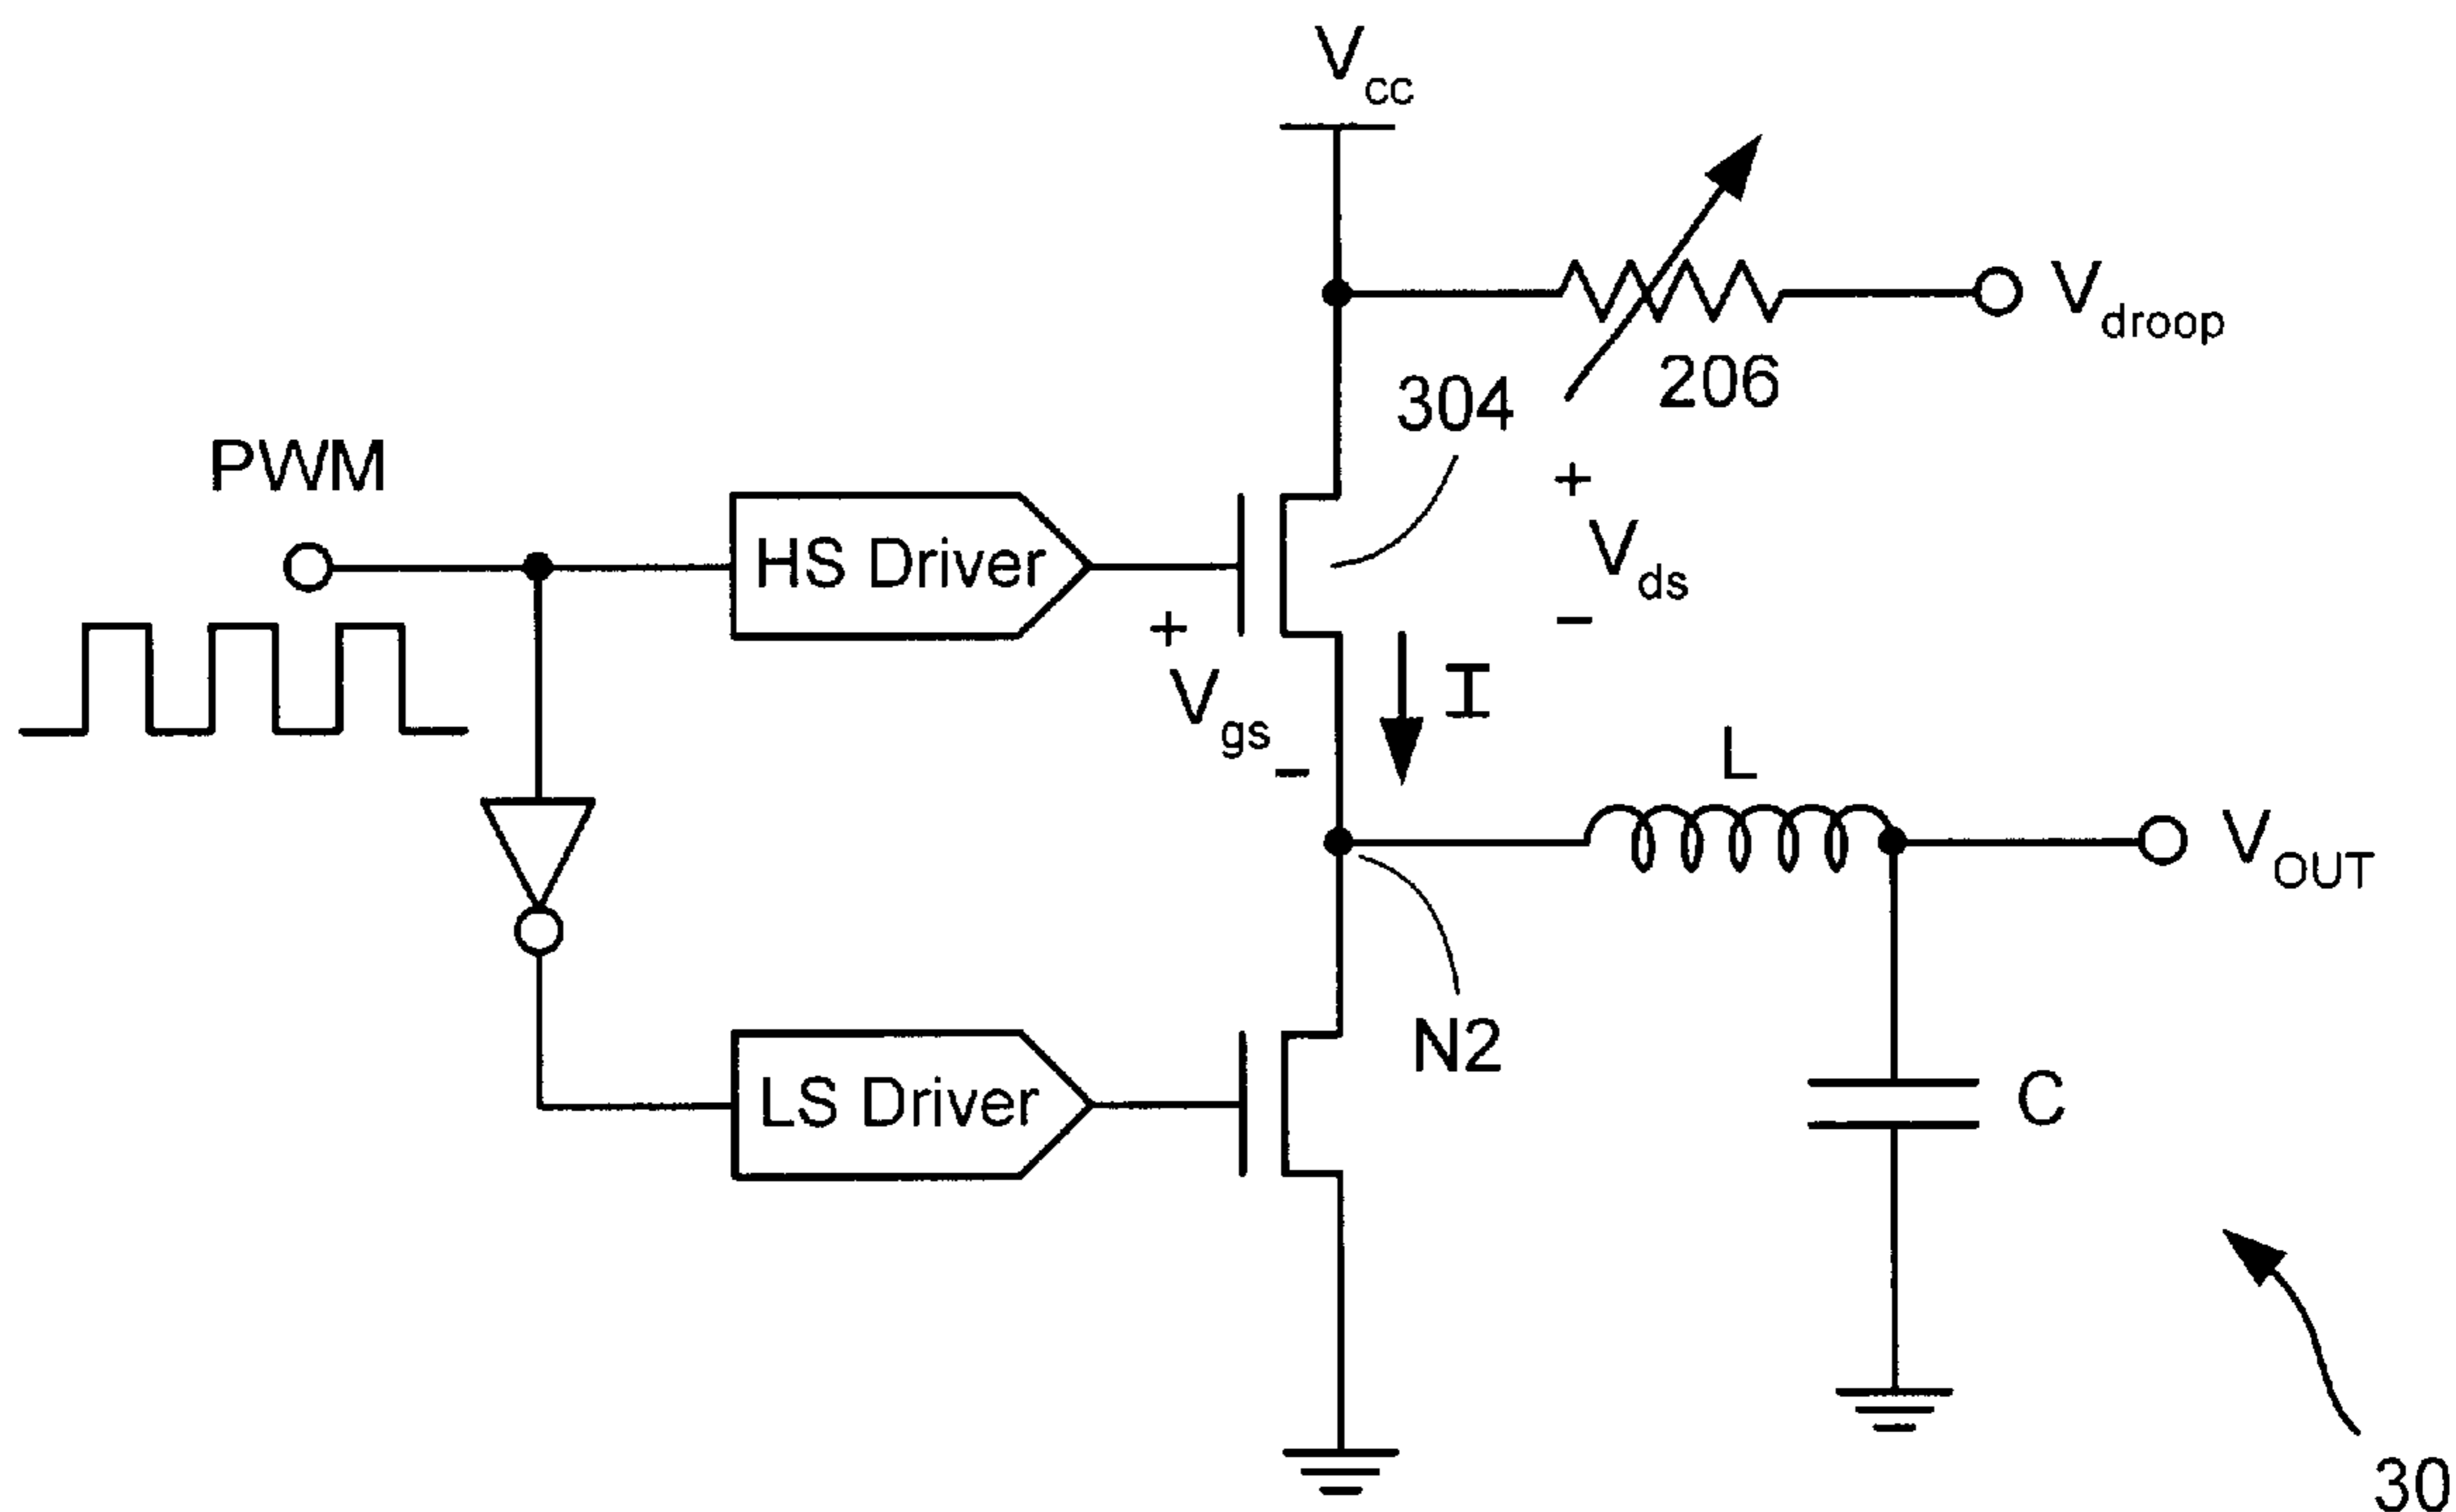 Vcc
Vdroop
206
304
PWM
HS Driver
+
Vds
−
+
Vgs
−
I
L
VOUT
N2
LS Driver
C
30